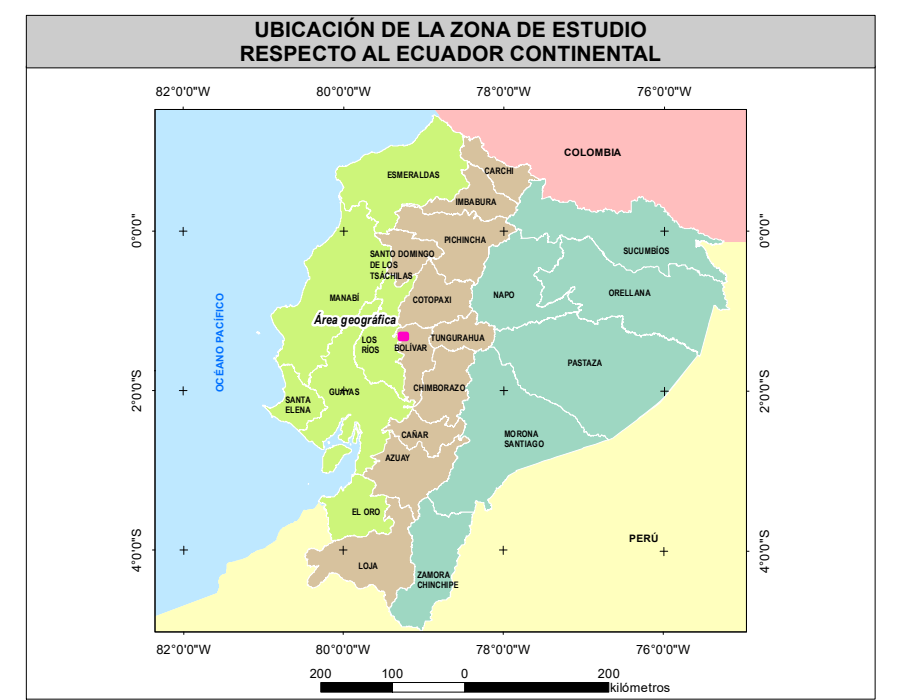 UBICACIÓN DE LA ZONA DE ESTUDIO
RESPECTO AL ECUADOR CONTINENTAL
82°0'0"W
80°0'0"W
78°0'0"W
76°0'0"W
COLOMBIA
CARCHI
ESMERALDAS
IMBABURA
0°0'0"
0°0'0"
PICHINCHA
SANTO DOMINGO
DE LOS
TSÁCHILAS
SUCUMBÍOS
MANABÍ
COTOPAXI
NAPO
ORELLANA
Área geográfica
OCÉANO PACÍFICO
LOS
RÍOS
BOLÍVAR
TUNGURAHUA
PASTAZA
2°0'0"S
2°0'0"S
GUAYAS
CHIMBORAZO
SANTA
ELENA
CAÑAR
MORONA
SANTIAGO
AZUAY
EL ORO
PERÚ
4°0'0"S
4°0'0"S
LOJA
ZAMORA
CHINCHIPE
82°0'0"W
80°0'0"W
78°0'0"W
76°0'0"W
200
100
0
200
kilómetros